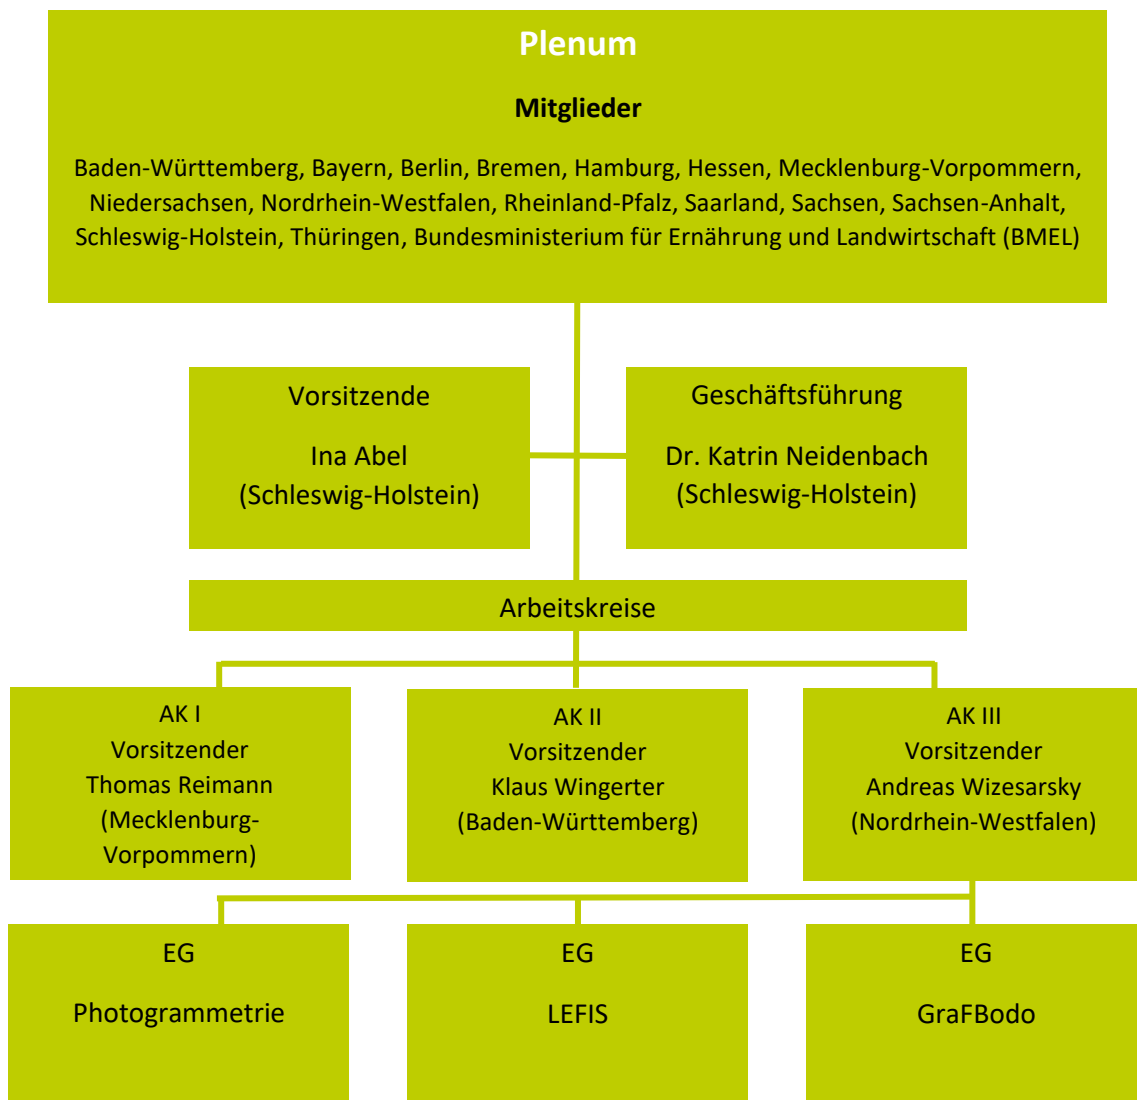 Plenum
Mitglieder
Baden-Württemberg, Bayern, Berlin, Bremen, Hamburg, Hessen, Mecklenburg-Vorpommern,
Niedersachsen, Nordrhein-Westfalen, Rheinland-Pfalz, Saarland, Sachsen, Sachsen-Anhalt,
Schleswig-Holstein, Thüringen, Bundesministerium für Ernährung und Landwirtschaft (BMEL)
Vorsitzende
Ina Abel
(Schleswig-Holstein)
Geschäftsführung
Dr. Katrin Neidenbach
(Schleswig-Holstein)
Arbeitskreise
AK I
Vorsitzender
Thomas Reimann
(Mecklenburg-
Vorpommern)
AK II
Vorsitzender
Klaus Wingerter
(Baden-Württemberg)
AK III
Vorsitzender
Andreas Wizesarsky
(Nordrhein-Westfalen)
EG
Photogrammetrie
EG
LEFIS
EG
GraFBodo